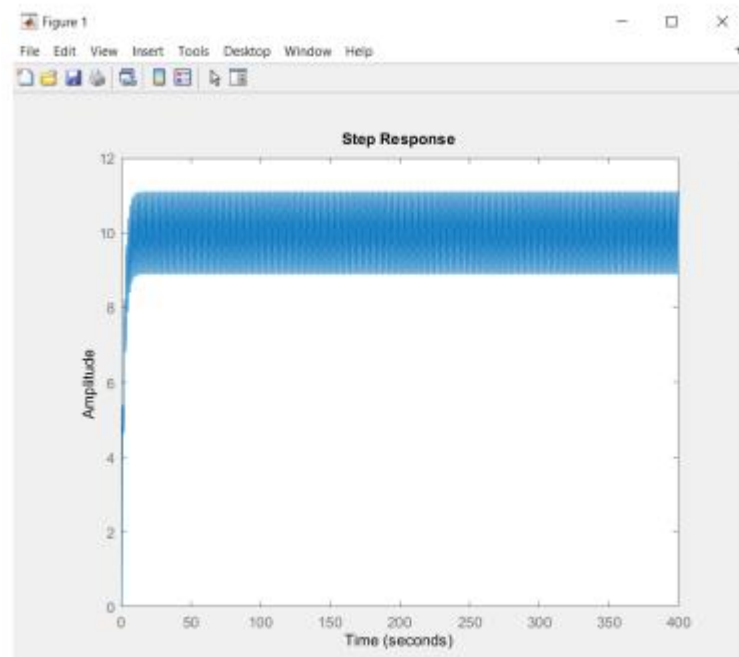 Figure 1
File Edit View Insert Tools Desktop Window Help
Step Response
12
10
8
6
4
2
0
Amplitude
0 50 100 150 200 250 300 350 400
Time (seconds)